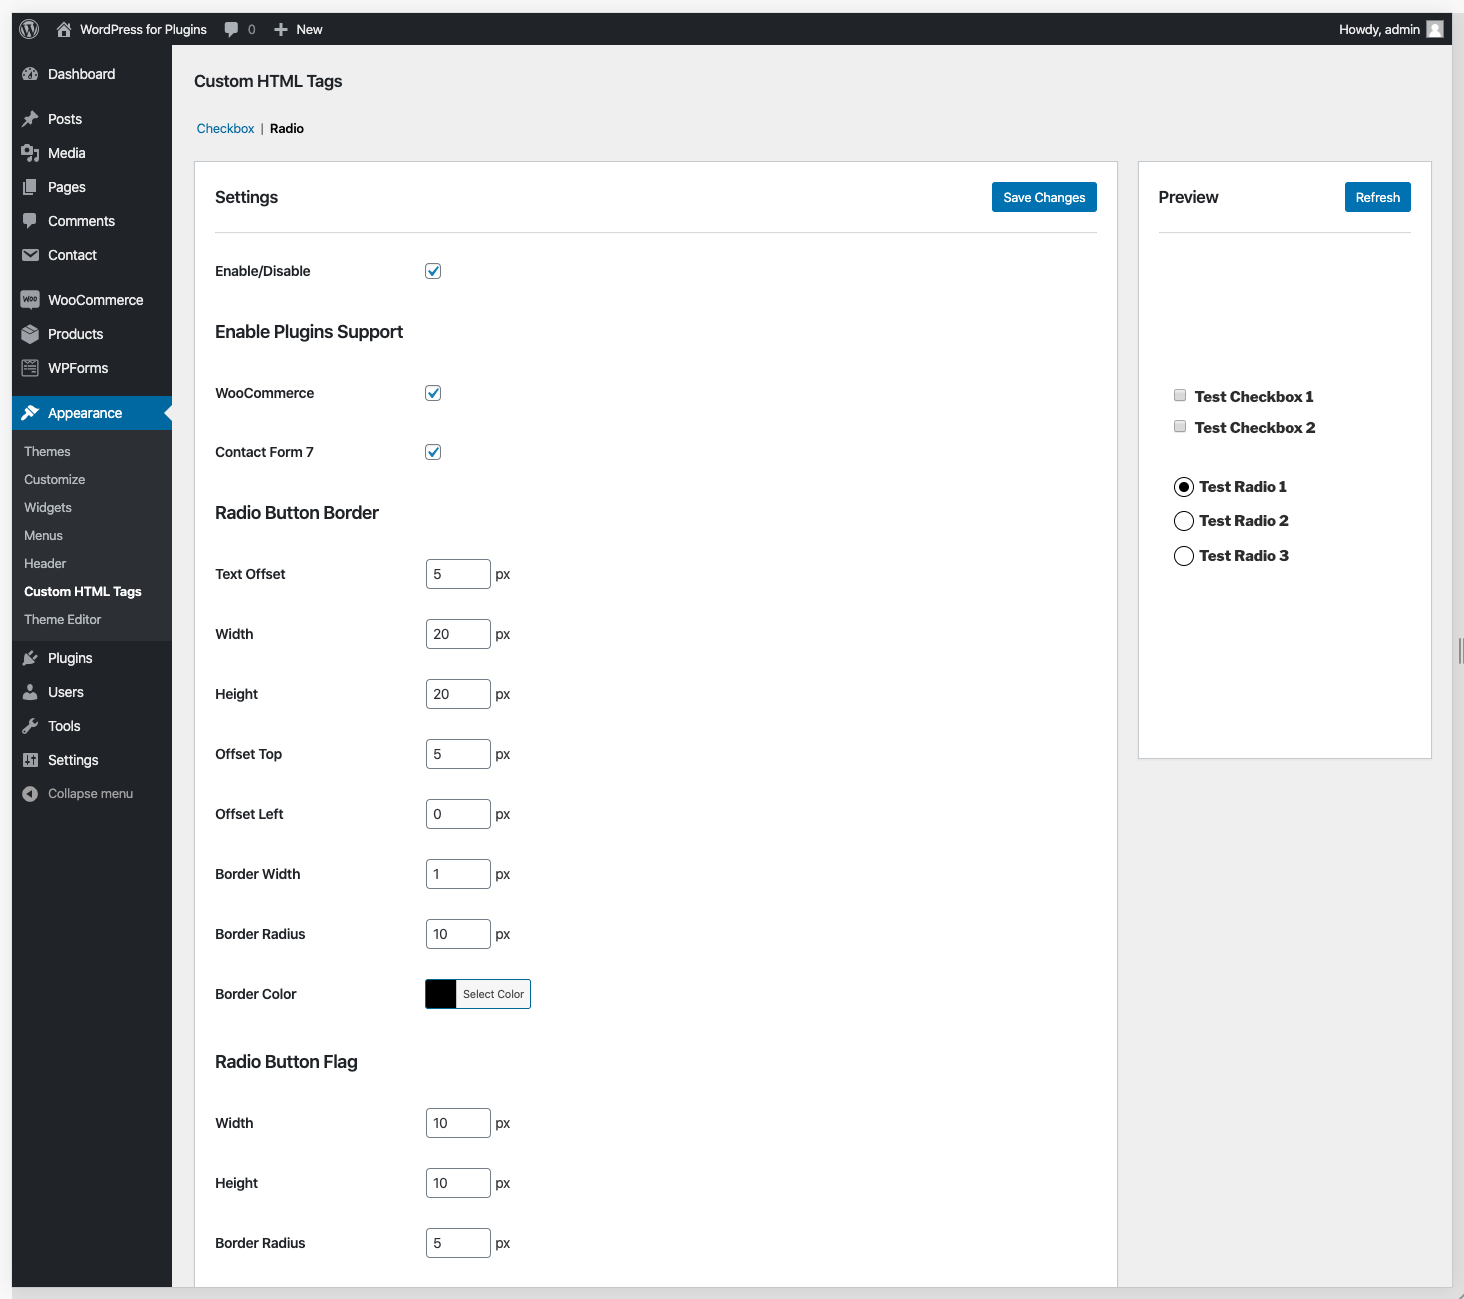 WordPress for Plugins 0 New Howdy, admin
Dashboard
Posts
Media
Pages
Comments
Contact
WOO WooCommerce
Products
WPForms
Appearance
Themes
Customize
Widgets
Menus
Header
Custom HTML Tags
Theme Editor
Plugins
Users
Tools
Settings
Collapse menu
Custom HTML Tags
Checkbox | Radio
Settings Save Changes
Enable/Disable
Enable Plugins Support
WooCommerce
Contact Form 7
Radio Button Border
Text Offset 5 px
Width 20 px
Height 20 px
Offset Top 5 px
Offset Left 0 px
Border Width 1 px
Border Radius 10 px
Border Color Select Color
Radio Button Flag
Width 10 px
Height 10 px
Border Radius 5 px
Preview Refresh
Test Checkbox 1
Test Checkbox 2
Test Radio 1
Test Radio 2
Test Radio 3